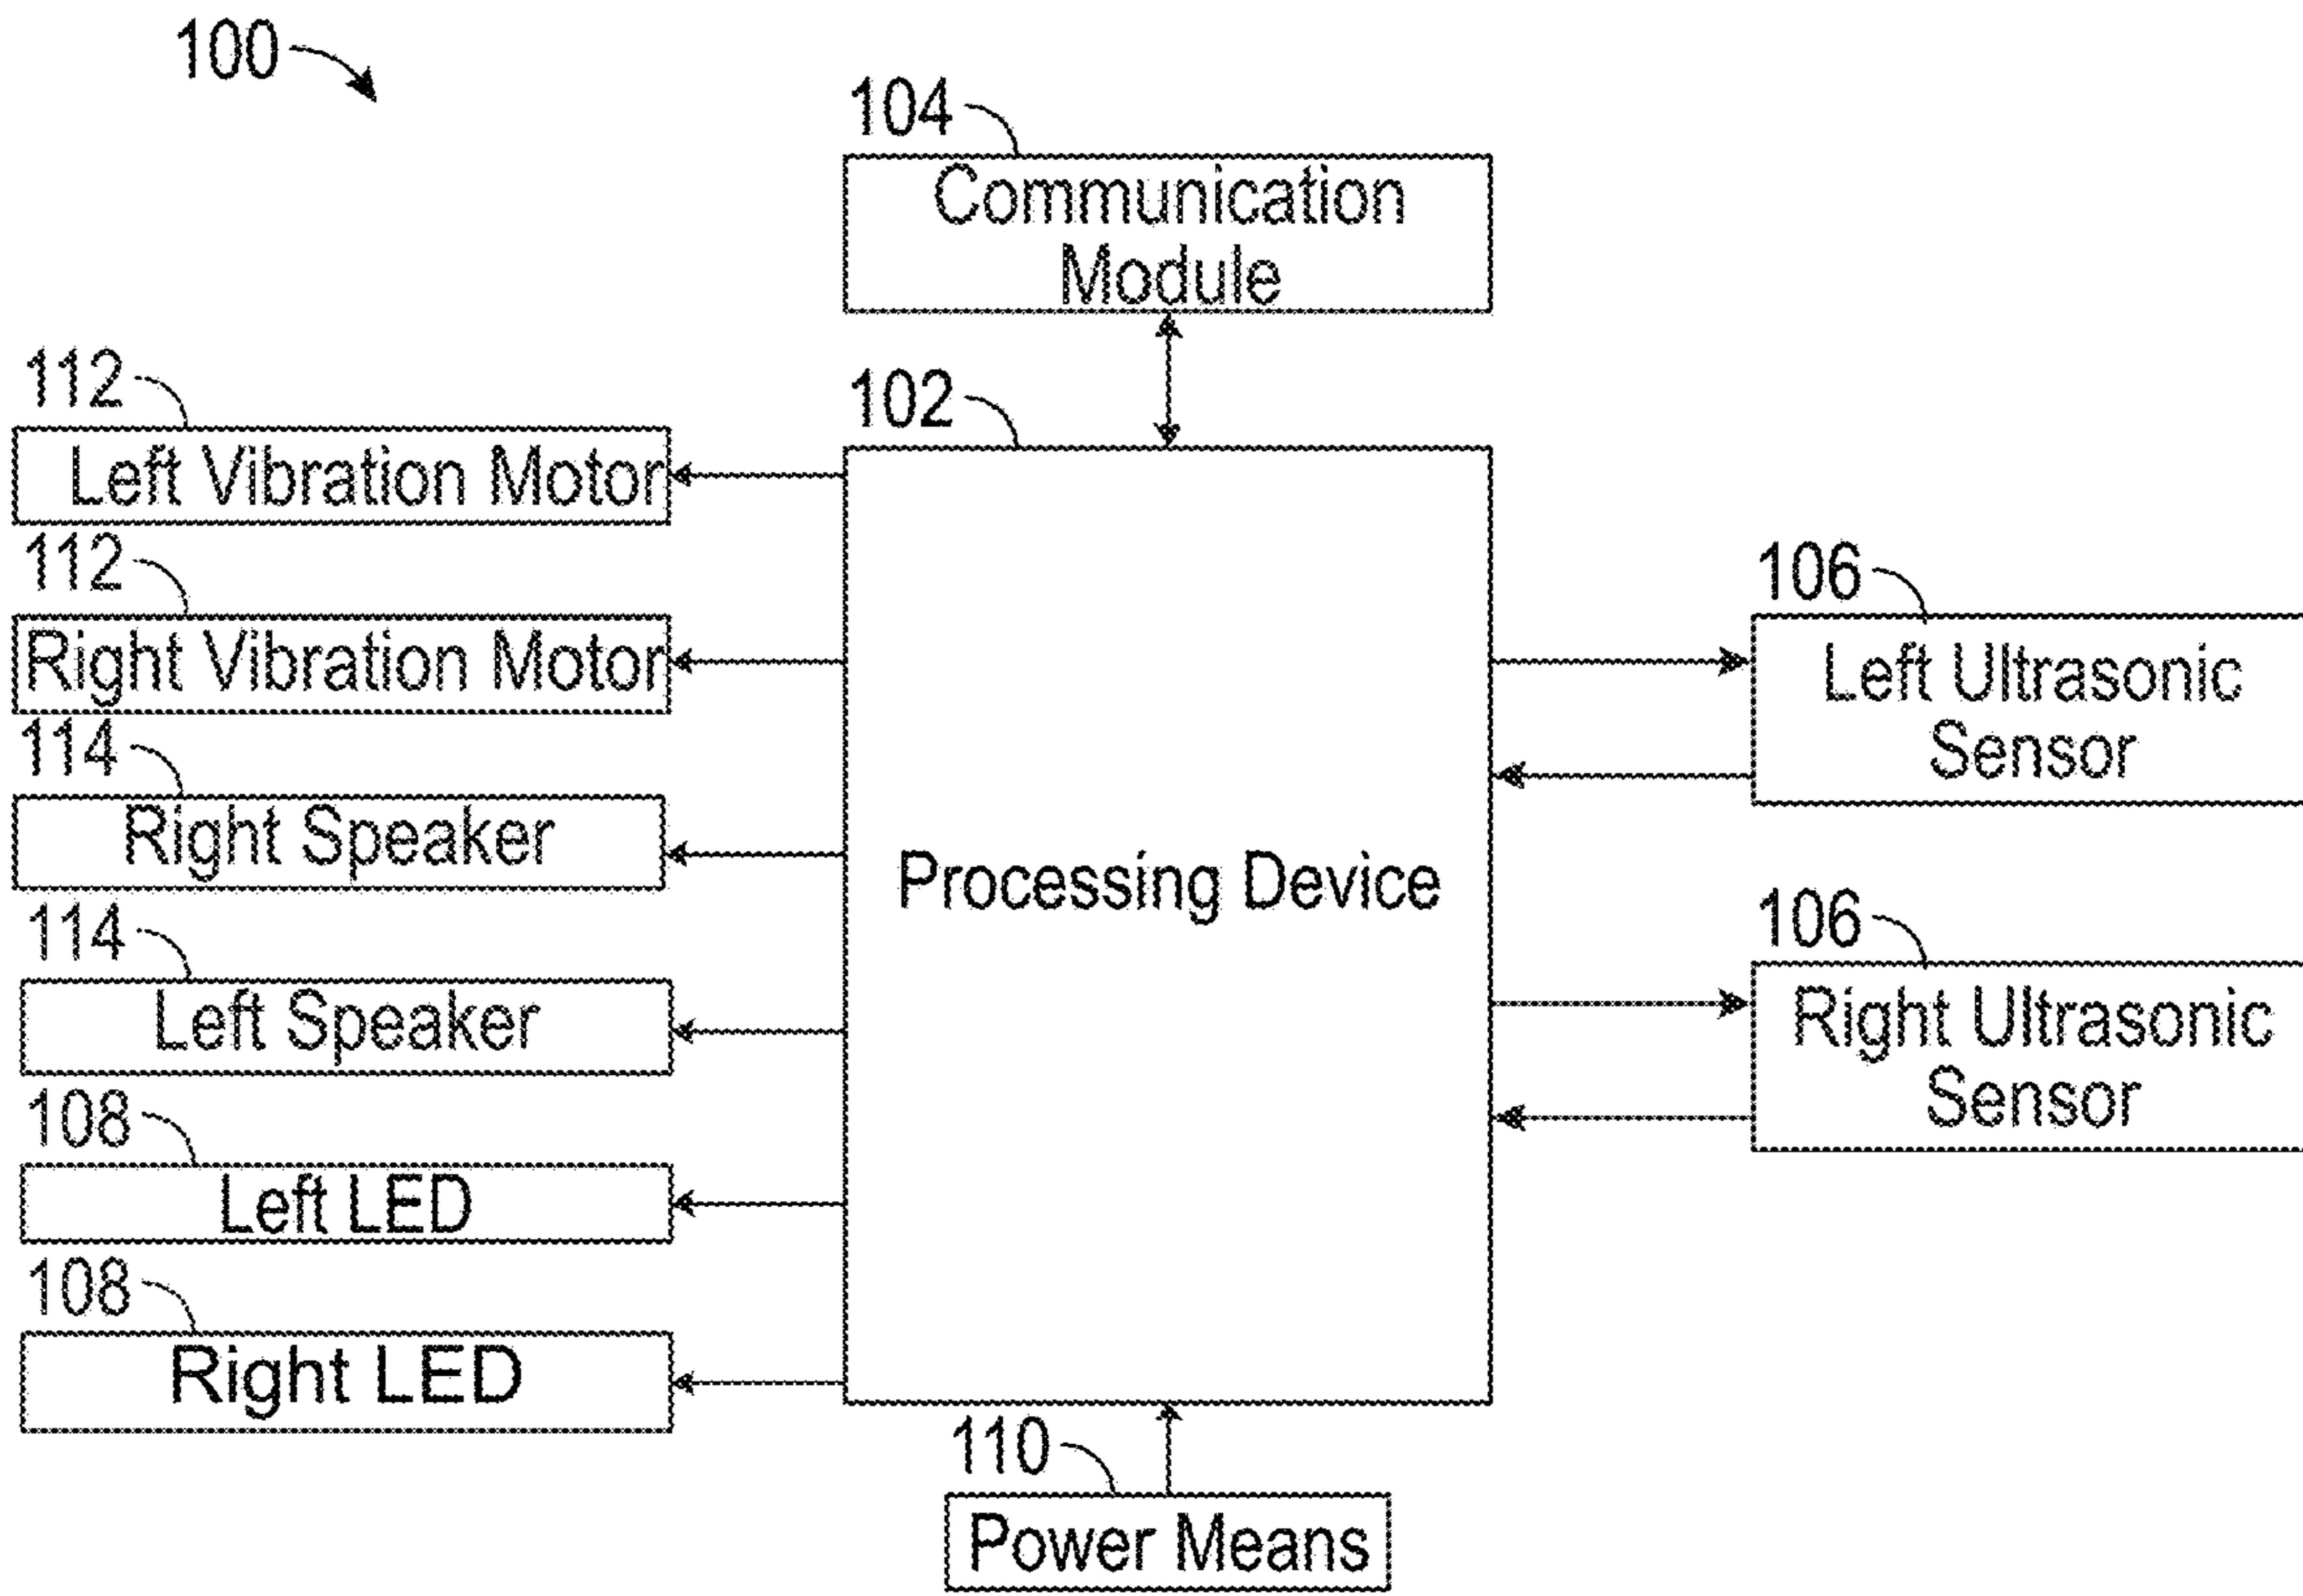 100
104
Communication
Module
112
Left Vibration Motor
102
112
Right Vibration Motor
106
Left Ultrasonic
Sensor
114
Right Speaker
Processing Device
114
Left Speaker
106
Right Ultrasonic
Sensor
108
Left LED
108
Right LED
110
Power Means